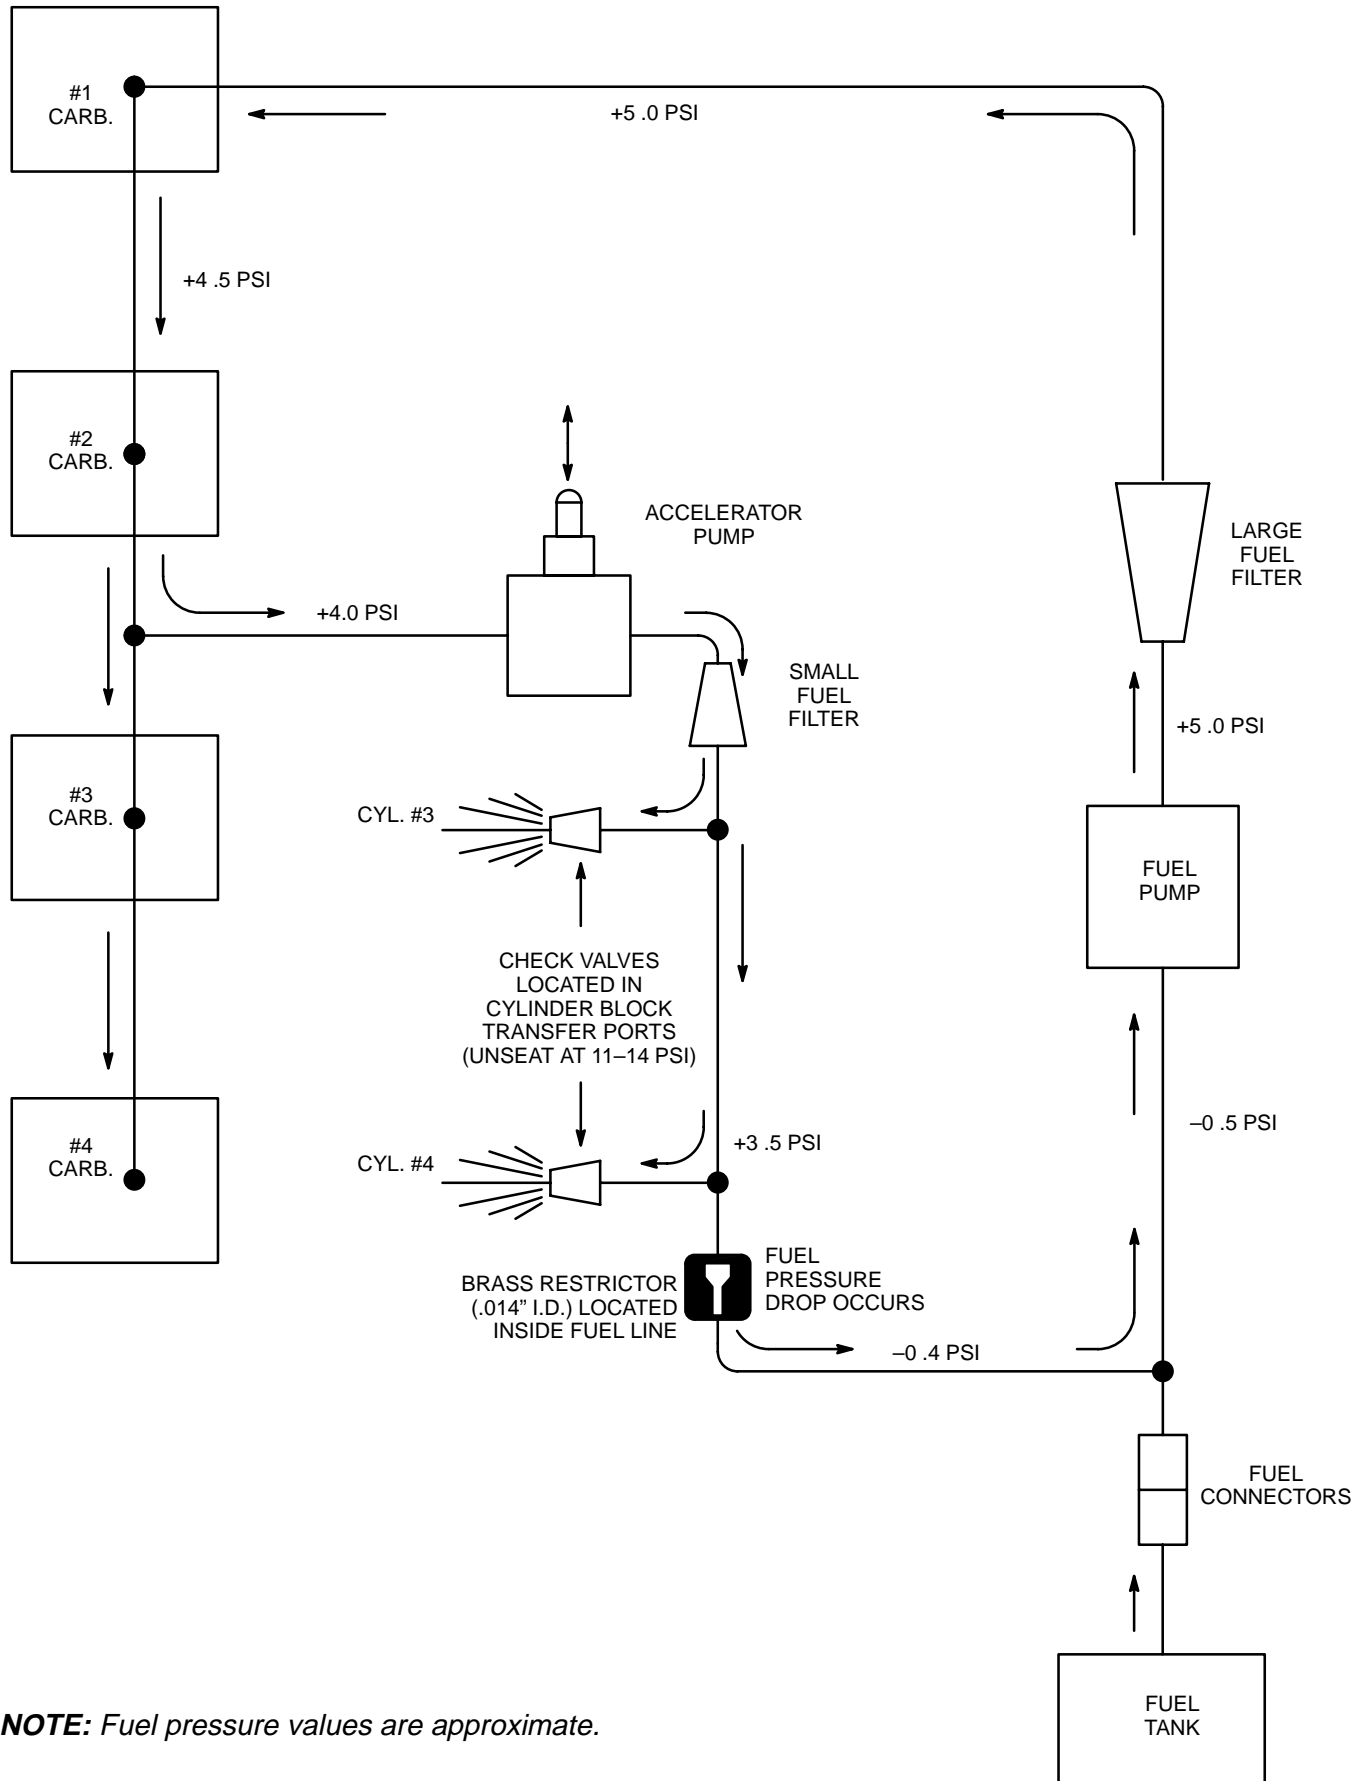 #1
CARB.
+5 .0 PSI
+4 .5 PSI
#2
CARB.
ACCELERATOR
PUMP
LARGE
FUEL
FILTER
+4.0 PSI
SMALL
FUEL
FILTER
+5 .0 PSI
#3
CARB.
CYL. #3
FUEL
PUMP
CHECK VALVES
LOCATED IN
CYLINDER BLOCK
TRANSFER PORTS
(UNSEAT AT 11–14 PSI)
–0 .5 PSI
#4
CARB.
+3 .5 PSI
CYL. #4
BRASS RESTRICTOR
(.014” I.D.) LOCATED
INSIDE FUEL LINE
FUEL
PRESSURE
DROP OCCURS
–0 .4 PSI
FUEL
CONNECTORS
FUEL
TANK
NOTE: Fuel pressure values are approximate.